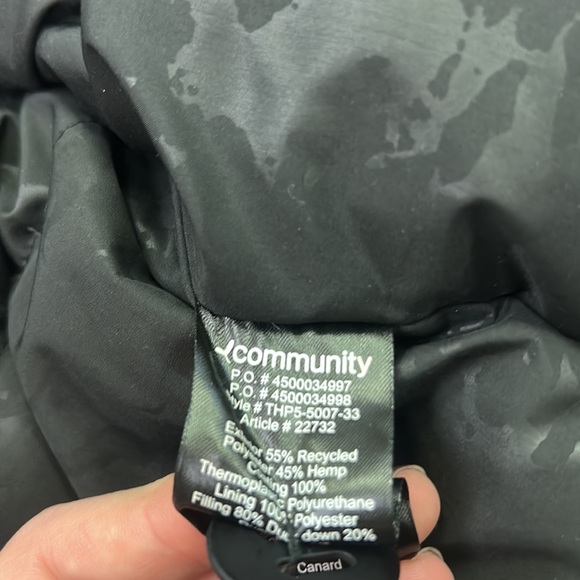 community
P.O. # 4500034997
P.O. # 4500034998
Style # THP5-5007-33
Article # 22732
Exterior 55% Recycled
Polyester 45% Hemp
Thermoplastic 100%
Lining 100% Polyurethane
Polyester
Filling 80% Duck down 20%
Canard